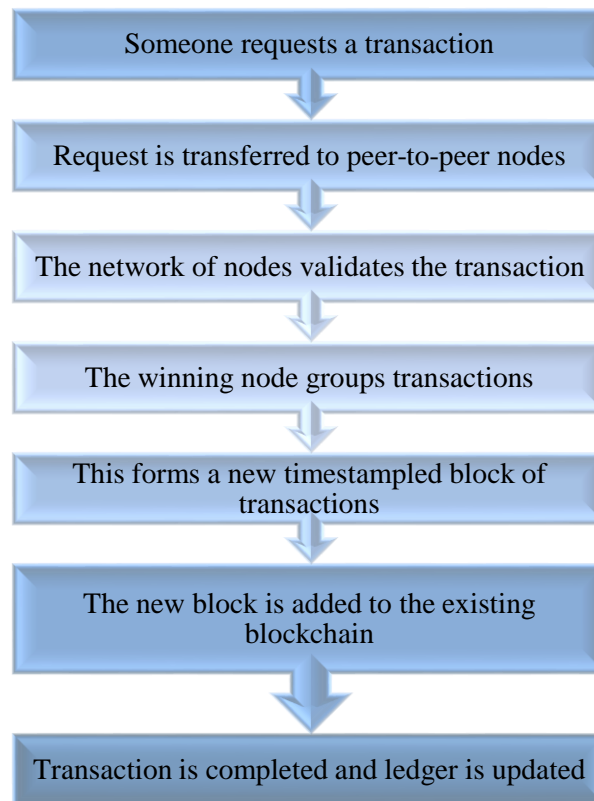 Someone requests a transaction
Request is transferred to peer-to-peer nodes
The network of nodes validates the transaction
The winning node groups transactions
This forms a new timestamped block of
transactions
The new block is added to the existing
blockchain
Transaction is completed and ledger is updated